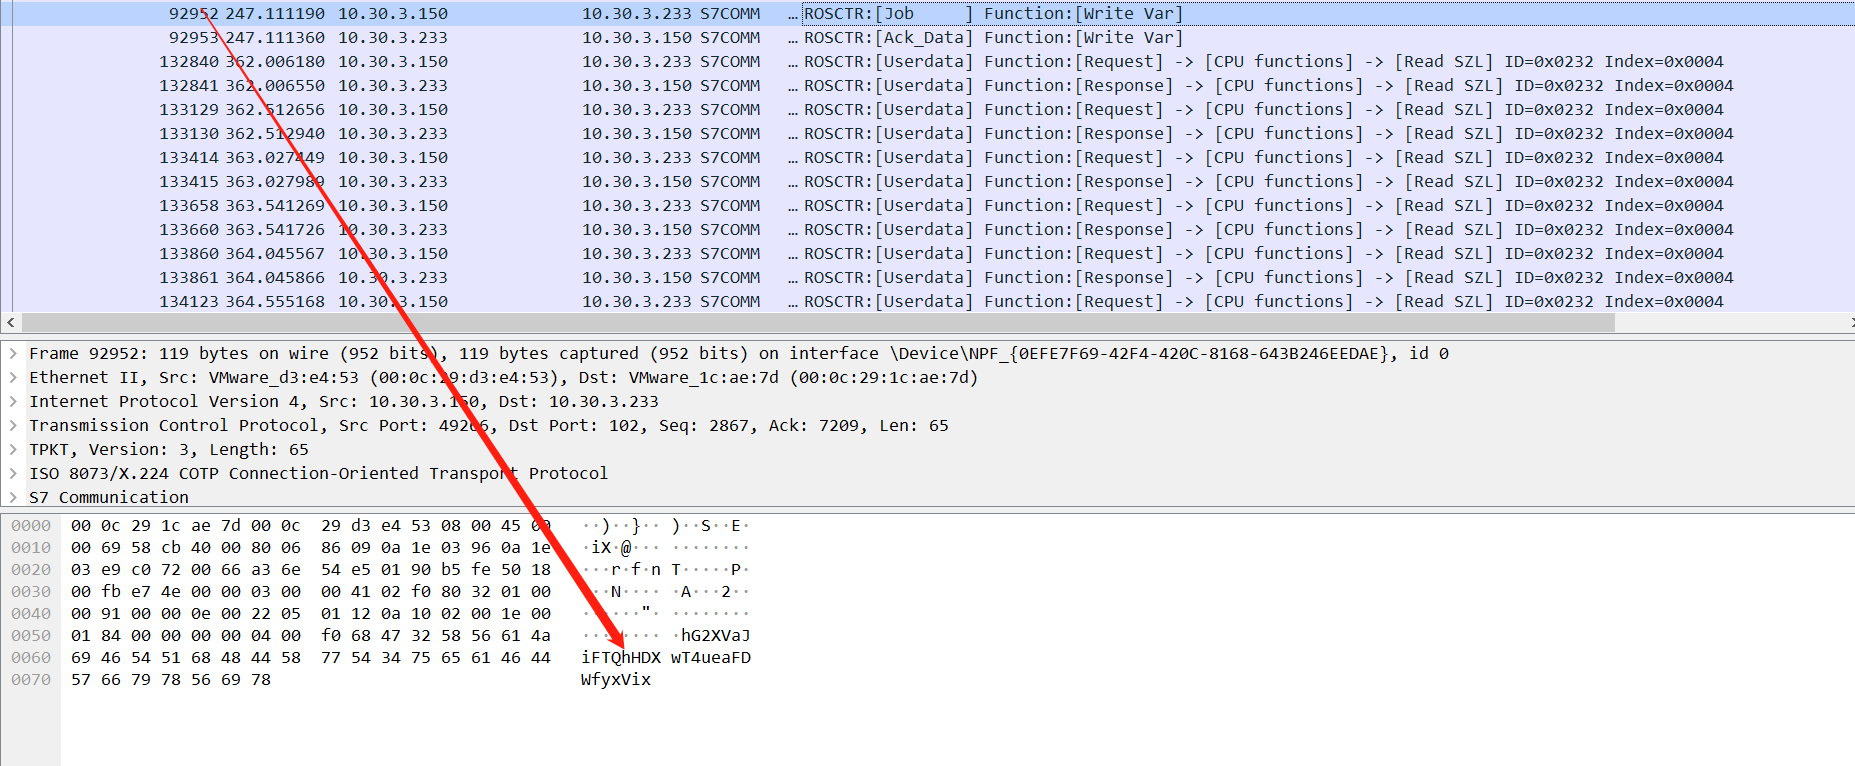 92952 247.111190 10.30.3.150 10.30.3.233 S7COMM … ROSCTR:[Job ] Function:[Write Var]
92953 247.111360 10.30.3.233 10.30.3.150 S7COMM … ROSCTR:[Ack_Data] Function:[Write Var]
132840 362.006180 10.30.3.150 10.30.3.233 S7COMM … ROSCTR:[Userdata] Function:[Request] -> [CPU functions] -> [Read SZL] ID=0x0232 Index=0x0004
132841 362.006550 10.30.3.233 10.30.3.150 S7COMM … ROSCTR:[Userdata] Function:[Response] -> [CPU functions] -> [Read SZL] ID=0x0232 Index=0x0004
133129 362.512656 10.30.3.150 10.30.3.233 S7COMM … ROSCTR:[Userdata] Function:[Request] -> [CPU functions] -> [Read SZL] ID=0x0232 Index=0x0004
133130 362.512940 10.30.3.233 10.30.3.150 S7COMM … ROSCTR:[Userdata] Function:[Response] -> [CPU functions] -> [Read SZL] ID=0x0232 Index=0x0004
133414 363.027449 10.30.3.150 10.30.3.233 S7COMM … ROSCTR:[Userdata] Function:[Request] -> [CPU functions] -> [Read SZL] ID=0x0232 Index=0x0004
133415 363.027989 10.30.3.233 10.30.3.150 S7COMM … ROSCTR:[Userdata] Function:[Response] -> [CPU functions] -> [Read SZL] ID=0x0232 Index=0x0004
133658 363.541269 10.30.3.150 10.30.3.233 S7COMM … ROSCTR:[Userdata] Function:[Request] -> [CPU functions] -> [Read SZL] ID=0x0232 Index=0x0004
133660 363.541726 10.30.3.233 10.30.3.150 S7COMM … ROSCTR:[Userdata] Function:[Response] -> [CPU functions] -> [Read SZL] ID=0x0232 Index=0x0004
133860 364.045567 10.30.3.150 10.30.3.233 S7COMM … ROSCTR:[Userdata] Function:[Request] -> [CPU functions] -> [Read SZL] ID=0x0232 Index=0x0004
133861 364.045866 10.30.3.233 10.30.3.150 S7COMM … ROSCTR:[Userdata] Function:[Response] -> [CPU functions] -> [Read SZL] ID=0x0232 Index=0x0004
134123 364.555168 10.30.3.150 10.30.3.233 S7COMM … ROSCTR:[Userdata] Function:[Request] -> [CPU functions] -> [Read SZL] ID=0x0232 Index=0x0004
Frame 92952: 119 bytes on wire (952 bits), 119 bytes captured (952 bits) on interface \Device\NPF_{0EFE7F69-42F4-420C-8168-643B246EEDAE}, id 0
Ethernet II, Src: VMware_d3:e4:53 (00:0c:29:d3:e4:53), Dst: VMware_1c:ae:7d (00:0c:29:1c:ae:7d)
Internet Protocol Version 4, Src: 10.30.3.150, Dst: 10.30.3.233
Transmission Control Protocol, Src Port: 49266, Dst Port: 102, Seq: 2867, Ack: 7209, Len: 65
TPKT, Version: 3, Length: 65
ISO 8073/X.224 COTP Connection-Oriented Transport Protocol
S7 Communication
0000 00 0c 29 1c ae 7d 00 0c 29 d3 e4 53 08 00 45 00 ··)··}·· )··S··E·
0010 00 69 58 cb 40 00 80 06 86 09 0a 1e 03 96 0a 1e ·iX·@··· ········
0020 03 e9 c0 72 00 66 a3 6e 54 e5 01 90 b5 fe 50 18 ···r·f·n T·····P·
0030 00 fb e7 4e 00 00 03 00 00 41 02 f0 80 32 01 00 ···N···· ·A···2··
0040 00 91 00 00 0e 00 22 05 01 12 0a 10 02 00 1e 00 ······"· ········
0050 01 84 00 00 00 00 04 00 f0 68 47 32 58 56 61 4a ········ ·hG2XVaJ
0060 69 46 54 51 68 48 44 58 77 54 34 75 65 61 46 44 iFTQhHDX wT4ueaFD
0070 57 66 79 78 56 69 78 WfyxVix